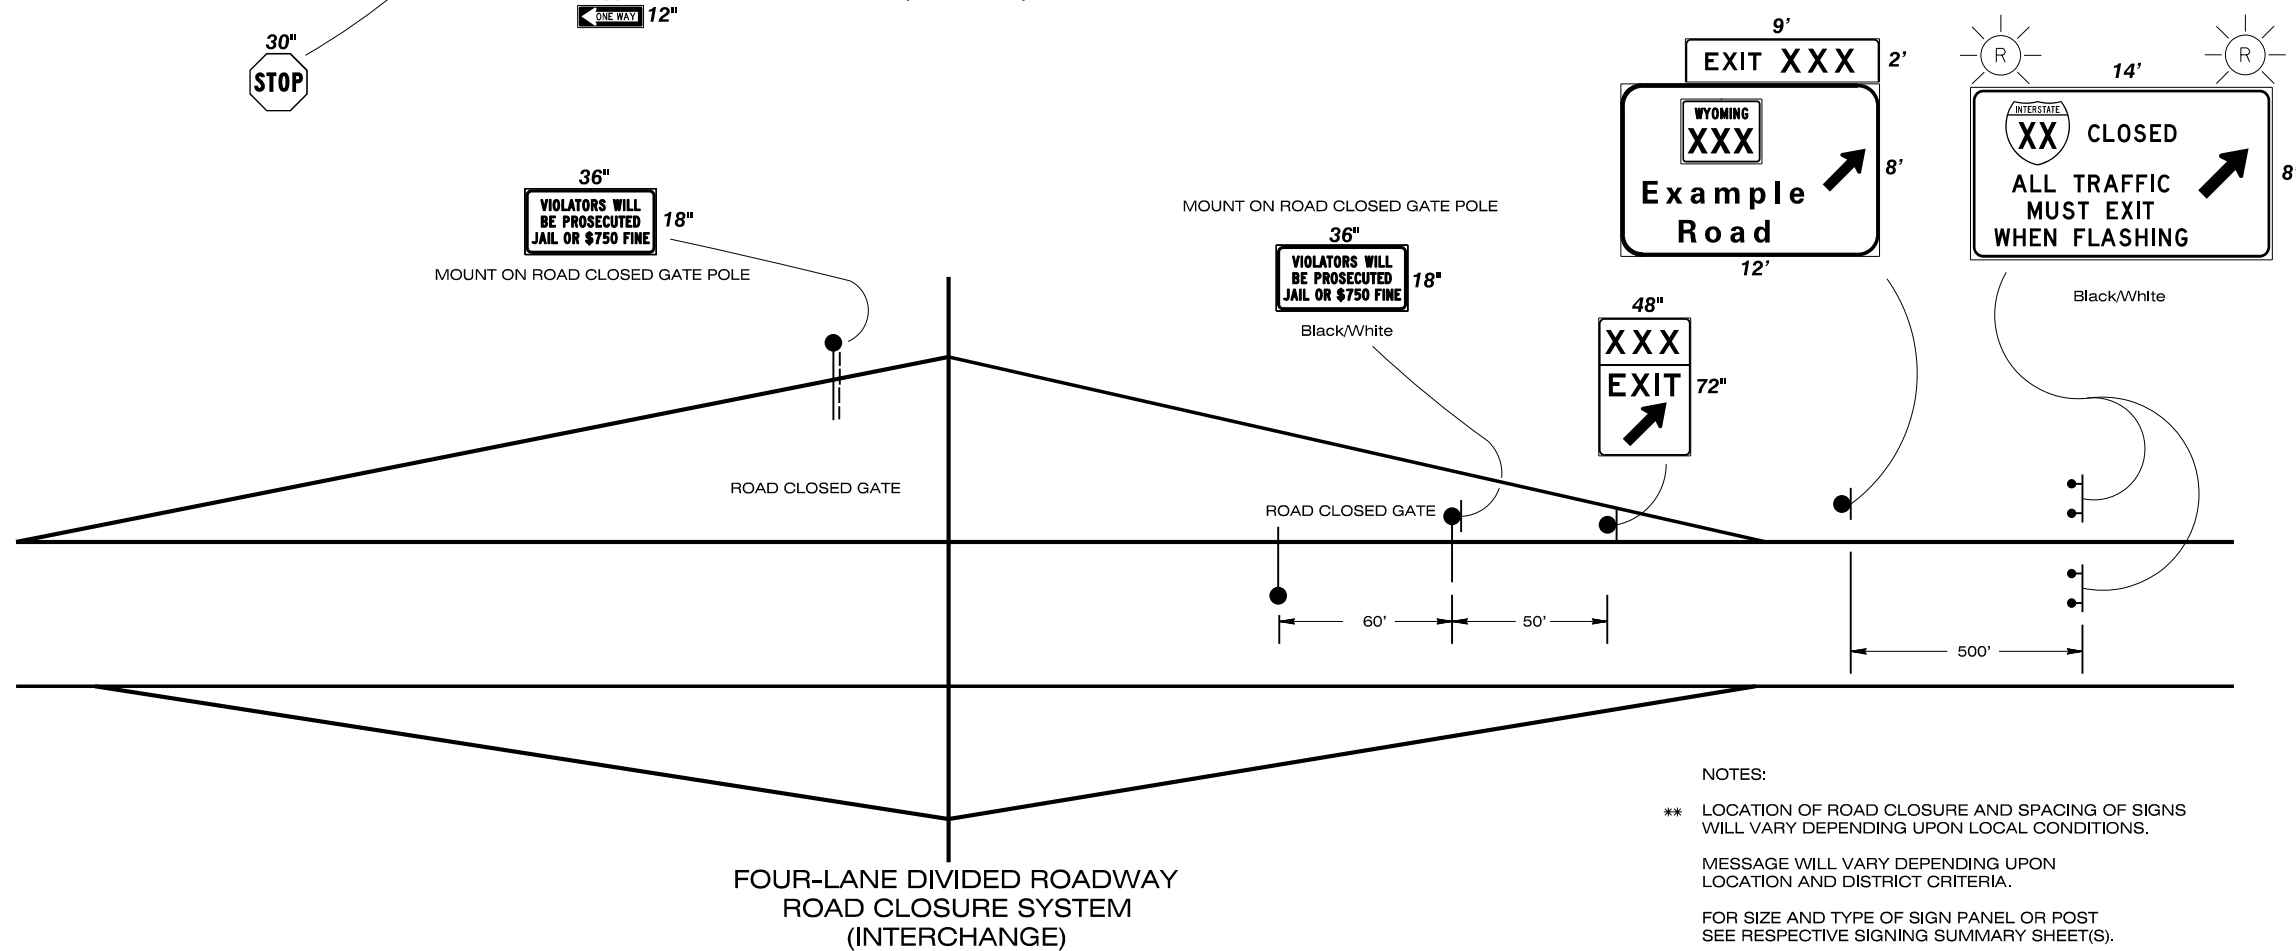 ONE WAY
12"
30"
STOP
36"
VIOLATORS WILL
BE PROSECUTED
JAIL OR $750 FINE
18"
MOUNT ON ROAD CLOSED GATE POLE
MOUNT ON ROAD CLOSED GATE POLE
36"
VIOLATORS WILL
BE PROSECUTED
JAIL OR $750 FINE
18"
Black/White
9'
EXIT XXX
2'
WYOMING
XXX
Example
Road
8'
12'
R
R
14'
INTERSTATE
XX
CLOSED
ALL TRAFFIC
MUST EXIT
WHEN FLASHING
8'
Black/White
48"
XXX
EXIT
72"
ROAD CLOSED GATE
ROAD CLOSED GATE
60'
50'
500'
FOUR-LANE DIVIDED ROADWAY
ROAD CLOSURE SYSTEM
(INTERCHANGE)
NOTES:
** LOCATION OF ROAD CLOSURE AND SPACING OF SIGNS
WILL VARY DEPENDING UPON LOCAL CONDITIONS.
MESSAGE WILL VARY DEPENDING UPON
LOCATION AND DISTRICT CRITERIA.
FOR SIZE AND TYPE OF SIGN PANEL OR POST
SEE RESPECTIVE SIGNING SUMMARY SHEET(S).